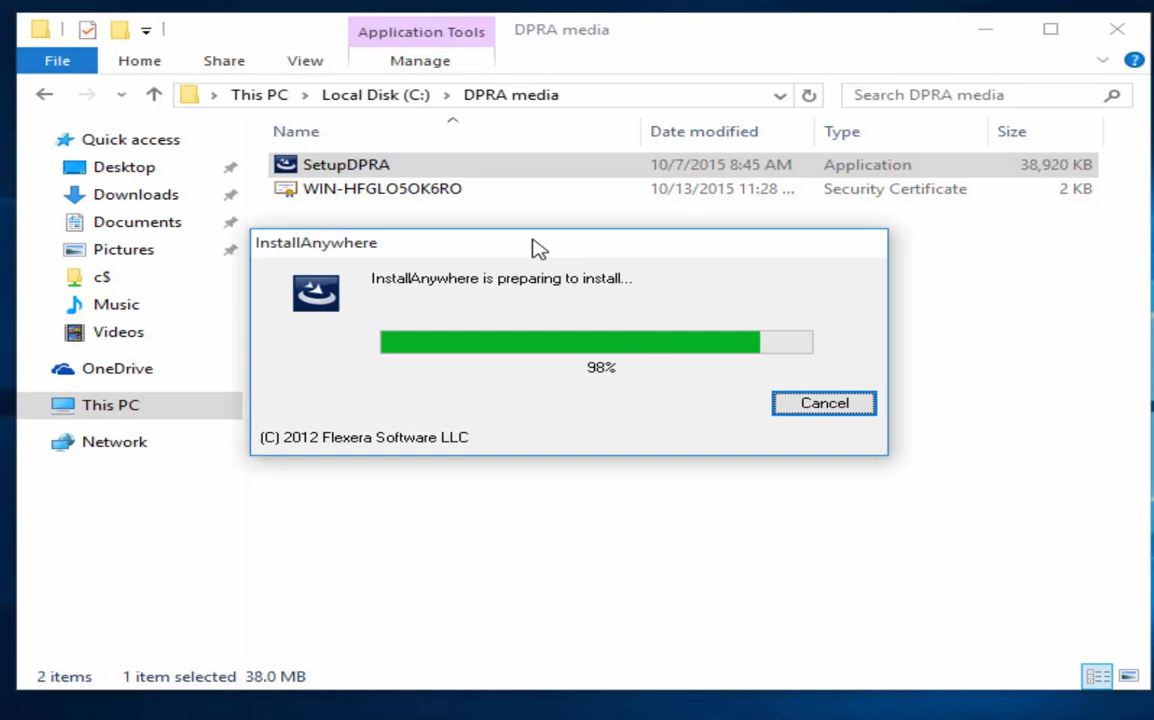 Application Tools DPRA media
File Home Share View Manage
This PC Local Disk (C:) DPRA media Search DPRA media
Name Date modified Type Size
Quick access
SetupDPRA 10/7/2015 8:45 AM Application 38,920 KB
Desktop
WIN-HFGLO5OK6RO 10/13/2015 11:28 ... Security Certificate 2 KB
Downloads
Documents
Pictures
c$
Music
Videos
OneDrive
This PC
Network
InstallAnywhere
InstallAnywhere is preparing to install...
98%
Cancel
(C) 2012 Flexera Software LLC
2 items 1 item selected 38.0 MB